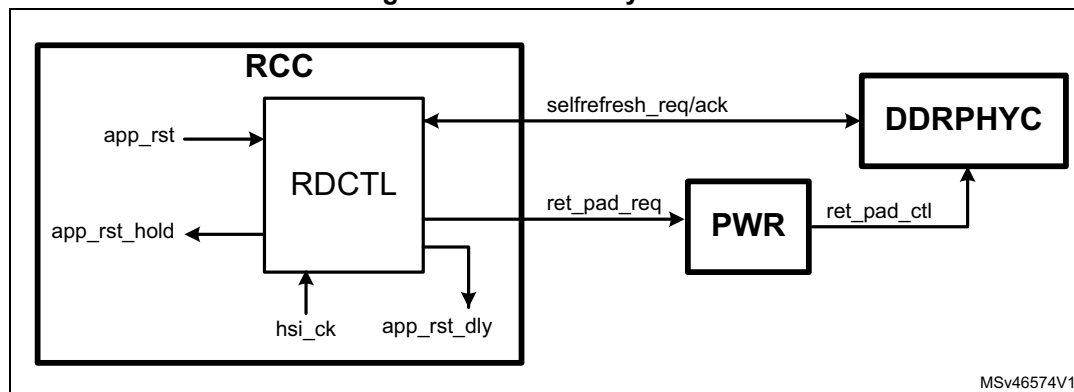 RCC
selfrefresh_req/ack
DDRPHYC
app_rst
RDCTL
ret_pad_req
PWR
ret_pad_ctl
app_rst_hold
hsi_ck
app_rst_dly
MSv46574V1